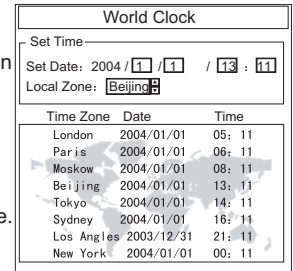 World Clock
Set Time
n
Set Date: 2004 / 1 / 1 / 13 : 11
Local Zone: Beijing
Time Zone Date Time
London 2004/01/01 05: 11
Paris 2004/01/01 06: 11
Moskow 2004/01/01 08: 11
Beijing 2004/01/01 13: 11
Tokyo 2004/01/01 14: 11
Sydney 2004/01/01 16: 11
e.
Los Angles 2003/12/31 21: 11
New York 2004/01/01 00: 11